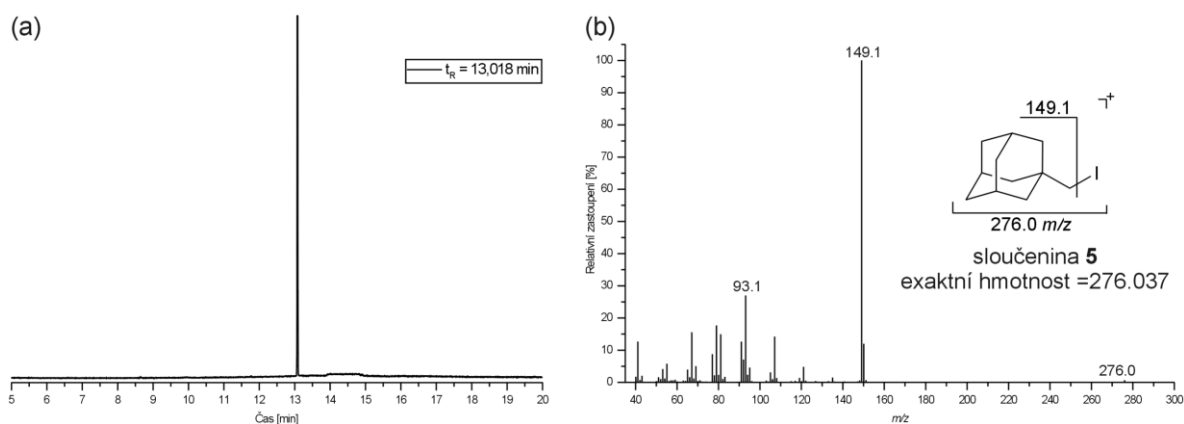 (a)
t_R = 13,018 min
5 6 7 8 9 10 11 12 13 14 15 16 17 18 19 20
Čas [min]
(b)
Relativní zastoupení [%]
100
90
80
70
60
50
40
30
20
10
0
149.1
93.1
276.0
40 60 80 100 120 140 160 180 200 220 240 260 280 300
m/z
149.1
┐+
I
276.0 m/z
sloučenina 5
exaktní hmotnost =276.037